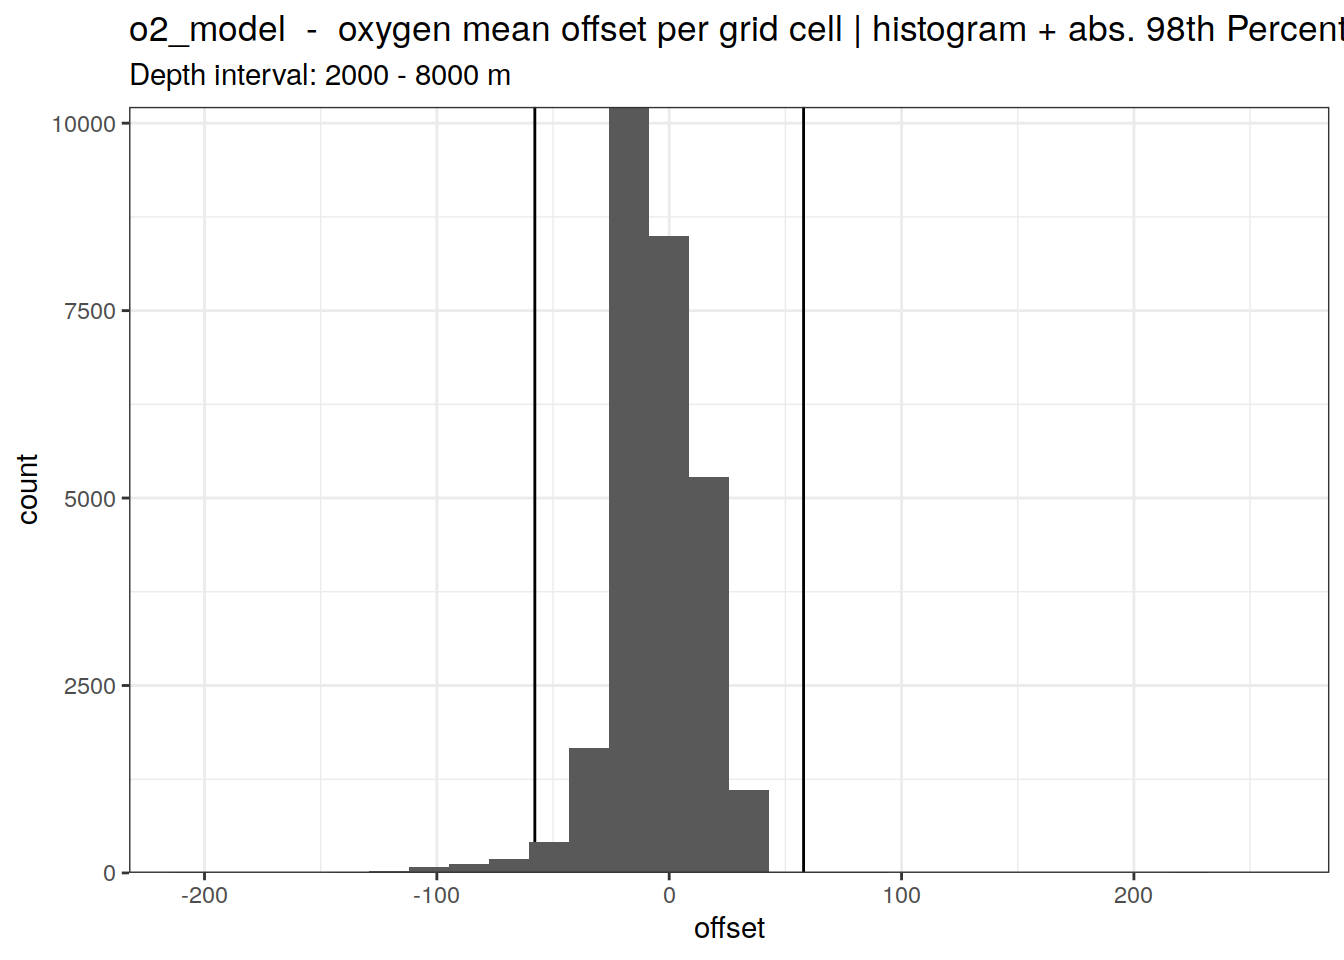 o2_model  -  oxygen mean offset per grid cell | histogram + abs. 98th Percent
Depth interval: 2000 - 8000 m
10000
7500
5000
2500
0
count
-200 -100 0 100 200
offset